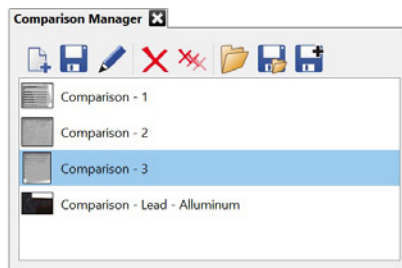 Comparison Manager
Comparison - 1
Comparison - 2
Comparison - 3
Comparison - Lead - Alluminum